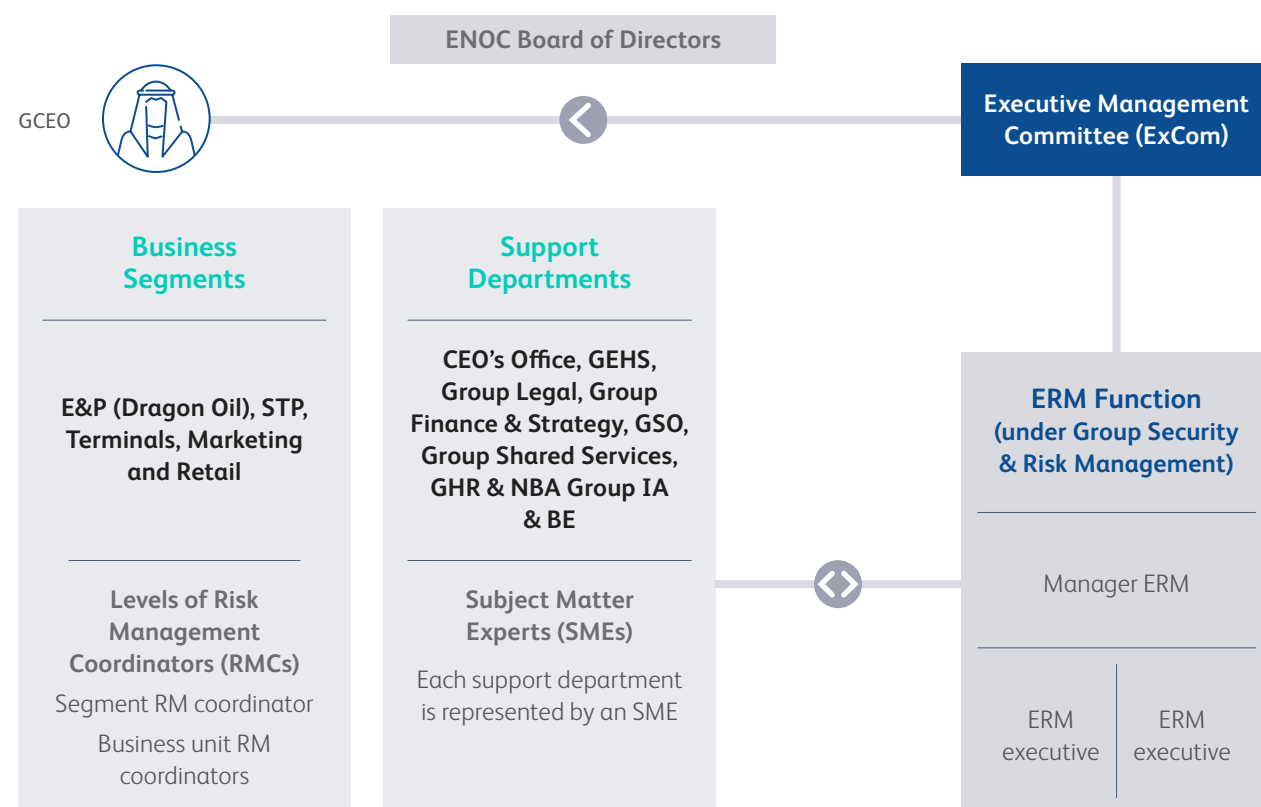 ENOC Board of Directors
GCEO
Executive Management
Committee (ExCom)
Business
Segments
E&P (Dragon Oil), STP,
Terminals, Marketing
and Retail
Levels of Risk
Management
Coordinators (RMCs)
Segment RM coordinator
Business unit RM
coordinators
Support
Departments
CEO’s Office, GEHS,
Group Legal, Group
Finance & Strategy, GSO,
Group Shared Services,
GHR & NBA Group IA
& BE
Subject Matter
Experts (SMEs)
Each support department
is represented by an SME
ERM Function
(under Group Security
& Risk Management)
Manager ERM
ERM
executive
ERM
executive